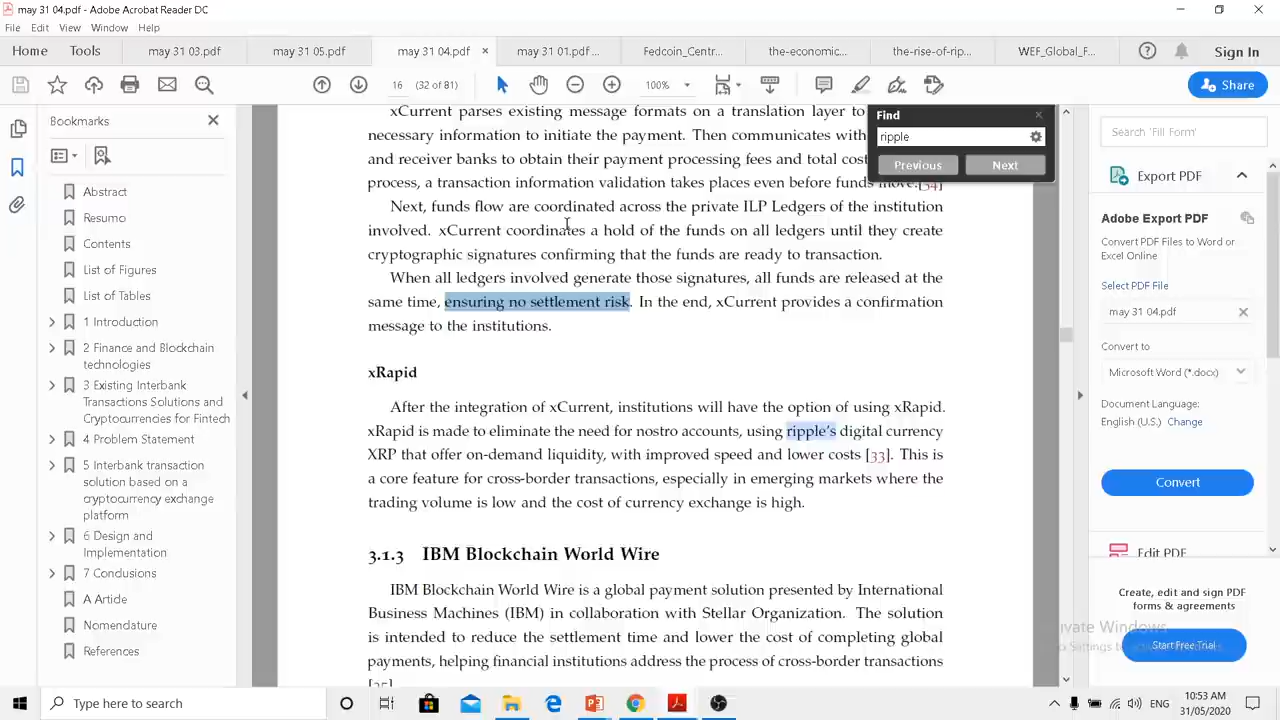 may 31 04.pdf - Adobe Acrobat Reader DC
File Edit View Window Help
Home Tools may 31 03.pdf may 31 05.pdf may 31 04.pdf × may 31 01.pdf ... Fedcoin_Centr... the-economic... the-rise-of-rip... WEF_Global_F... Sign In
16 (32 of 81) 100% Share
Bookmarks
Abstract
Resumo
Contents
List of Figures
List of Tables
1 Introduction
2 Finance and Blockchain
technologies
3 Existing Interbank
Transactions Solutions and
Cryptocurrencies for Fintech
4 Problem Statement
5 Interbank transaction
solution based on a
cryptocurrency exchange
platform
6 Design and
Implementation
7 Conclusions
A Article
Nomenclature
References
xCurrent parses existing message formats on a translation layer to
necessary information to initiate the payment. Then communicates with
and receiver banks to obtain their payment processing fees and total cost
process, a transaction information validation takes places even before funds move.[34]
Next, funds flow are coordinated across the private ILP Ledgers of the institution
involved. xCurrent coordinates a hold of the funds on all ledgers until they create
cryptographic signatures confirming that the funds are ready to transaction.
When all ledgers involved generate those signatures, all funds are released at the
same time, ensuring no settlement risk. In the end, xCurrent provides a confirmation
message to the institutions.
xRapid
After the integration of xCurrent, institutions will have the option of using xRapid.
xRapid is made to eliminate the need for nostro accounts, using ripple's digital currency
XRP that offer on-demand liquidity, with improved speed and lower costs [33]. This is
a core feature for cross-border transactions, especially in emerging markets where the
trading volume is low and the cost of currency exchange is high.
3.1.3 IBM Blockchain World Wire
IBM Blockchain World Wire is a global payment solution presented by International
Business Machines (IBM) in collaboration with Stellar Organization. The solution
is intended to reduce the settlement time and lower the cost of completing global
payments, helping financial institutions address the process of cross-border transactions
[35]
Find
ripple
Previous Next
Search 'Fill Form'
Export PDF
Adobe Export PDF
Convert PDF Files to Word or
Excel Online
Select PDF File
may 31 04.pdf
Convert to
Microsoft Word (*.docx)
Document Language:
English (U.S.) Change
Convert
Edit PDF
Create, edit and sign PDF
forms & agreements
Start Free Trial
Type here to search
ENG
10:53 AM
31/05/2020